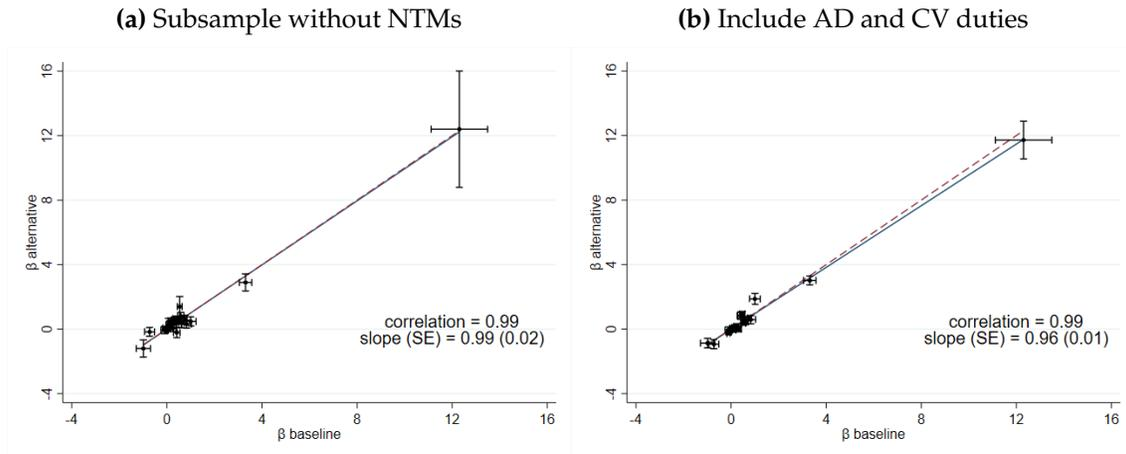 (a) Subsample without NTMs
16
12
8
4
0
-4
β alternative
correlation = 0.99
slope (SE) = 0.99 (0.02)
-4 0 4 8 12 16
β baseline
(b) Include AD and CV duties
16
12
8
4
0
-4
β alternative
correlation = 0.99
slope (SE) = 0.96 (0.01)
-4 0 4 8 12 16
β baseline